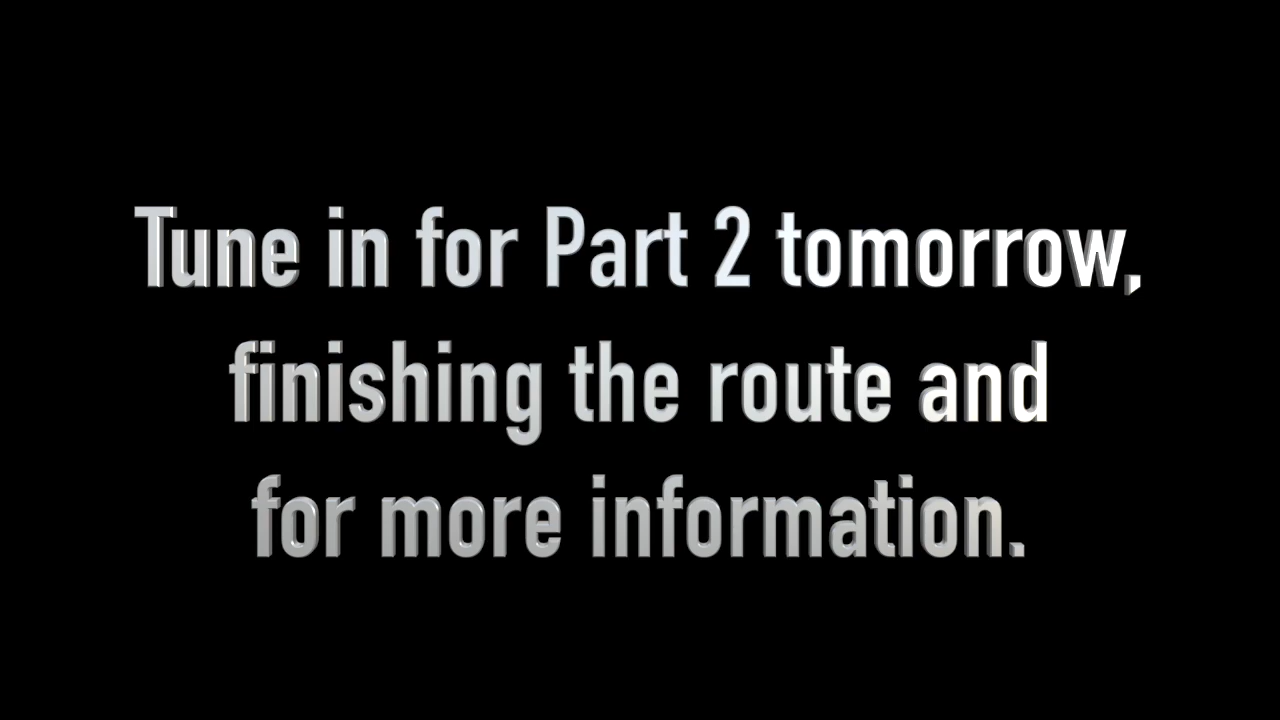 Tune in for Part 2 tomorrow,
finishing the route and
for more information.